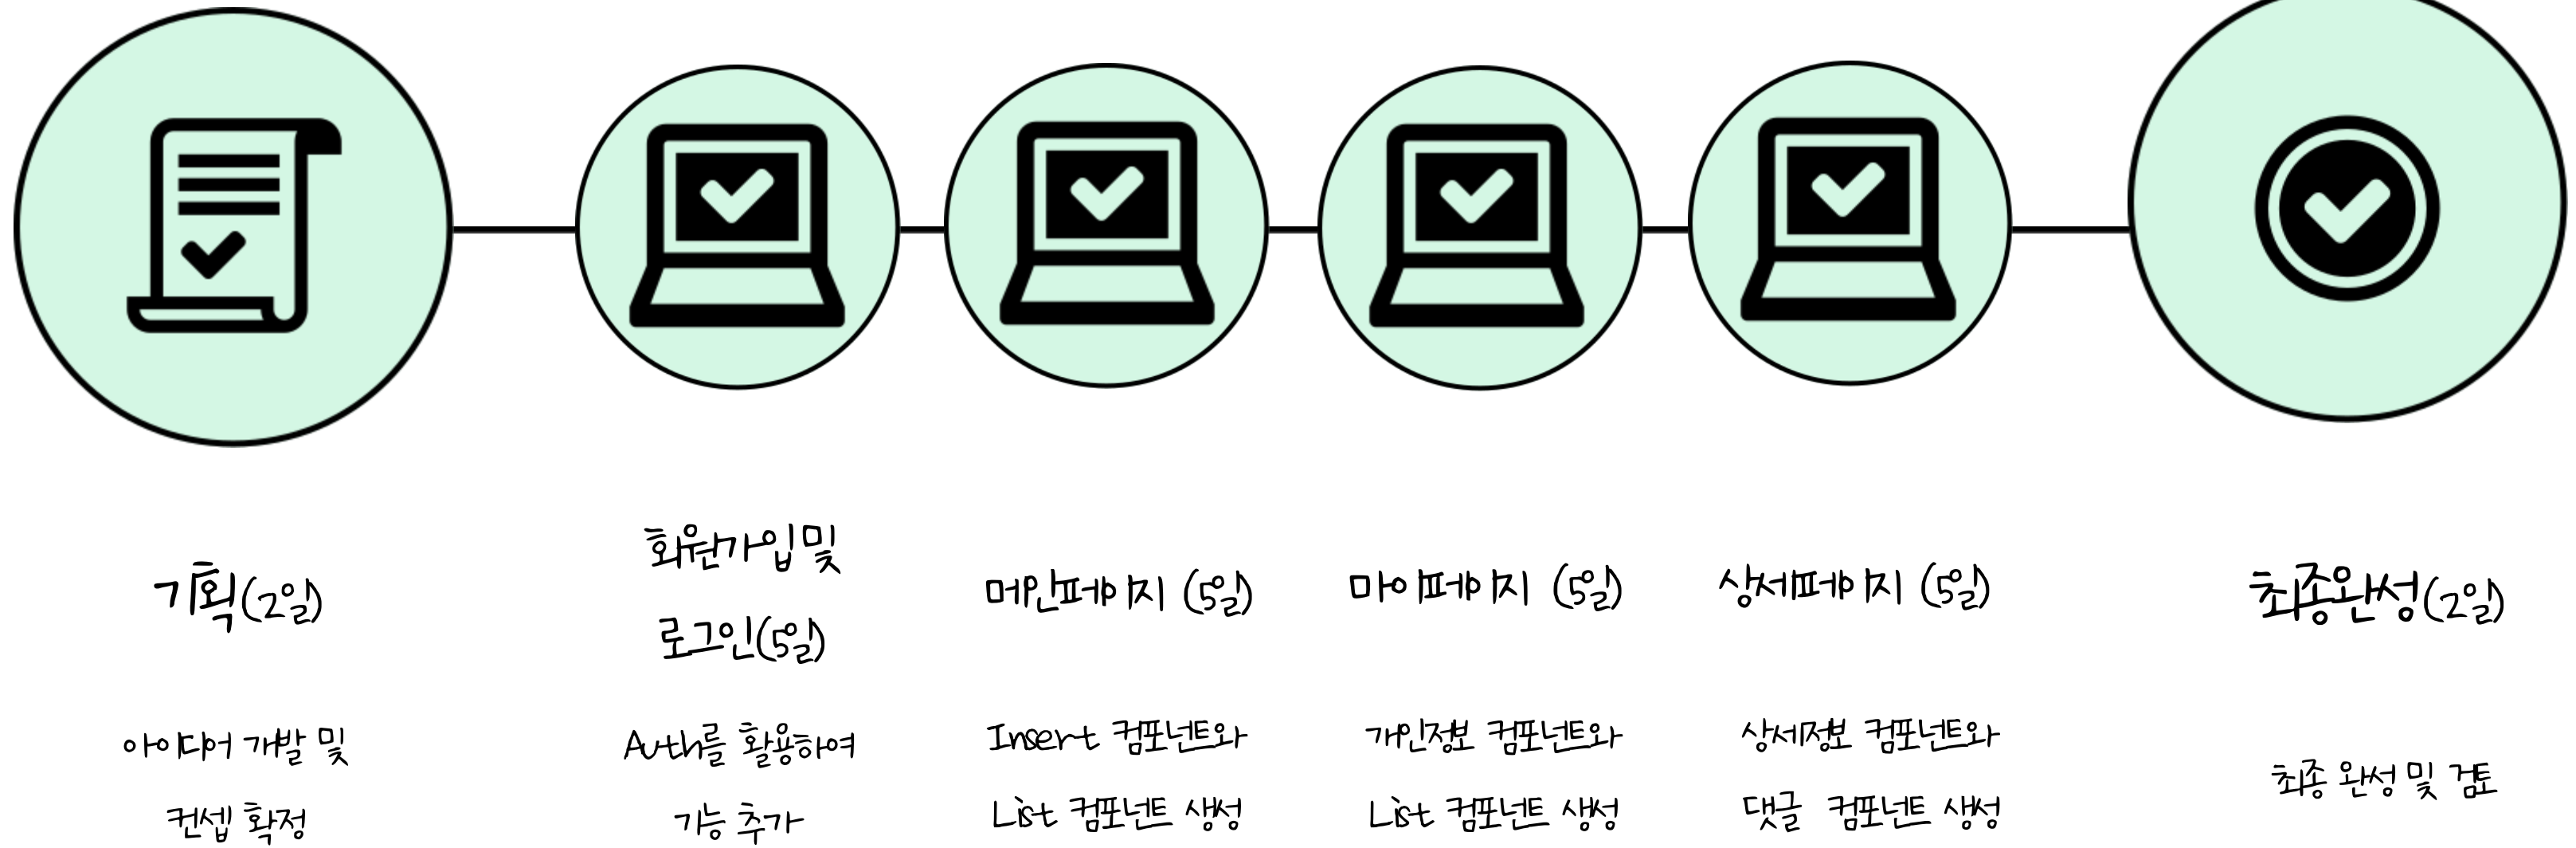 기획(2일)
아이디어 개발 및
컨셉 확정
회원가입 및
로그인(5일)
Auth를 활용하여
기능 추가
메인페이지 (5일)
Insert 컴포넌트와
List 컴포넌트 생성
마이페이지 (5일)
개인정보 컴포넌트와
List 컴포넌트 생성
상세페이지 (5일)
상세정보 컴포넌트와
댓글 컴포넌트 생성
최종완성(2일)
최종 완성 및 검토